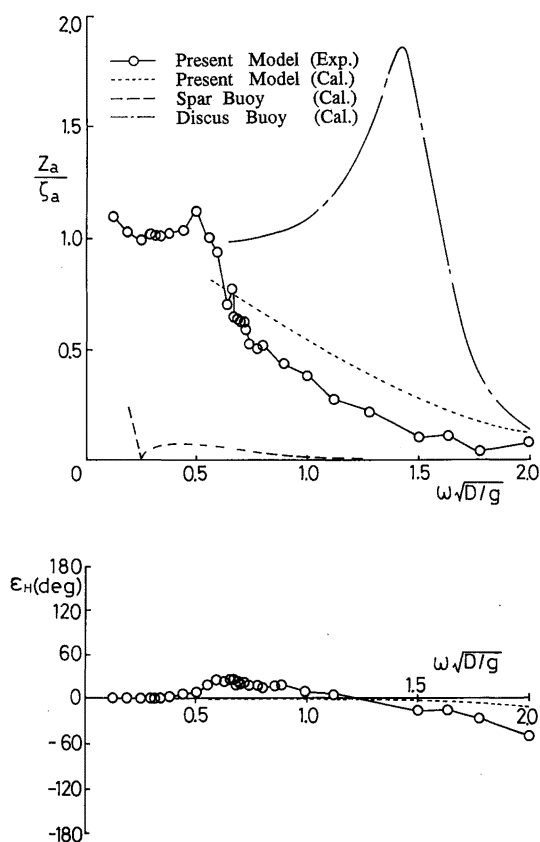 2.0
Present Model (Exp.)
Present Model (Cal.)
Spar Buoy (Cal.)
Discus Buoy (Cal.)
1.5
Za
ζa
1.0
0.5
0 0.5 1.0 1.5 2.0
ω√D/g
180
εH(deg)
120
60
ω√D/g
0
0.5 1.0 1.5 2.0
-60
-120
-180